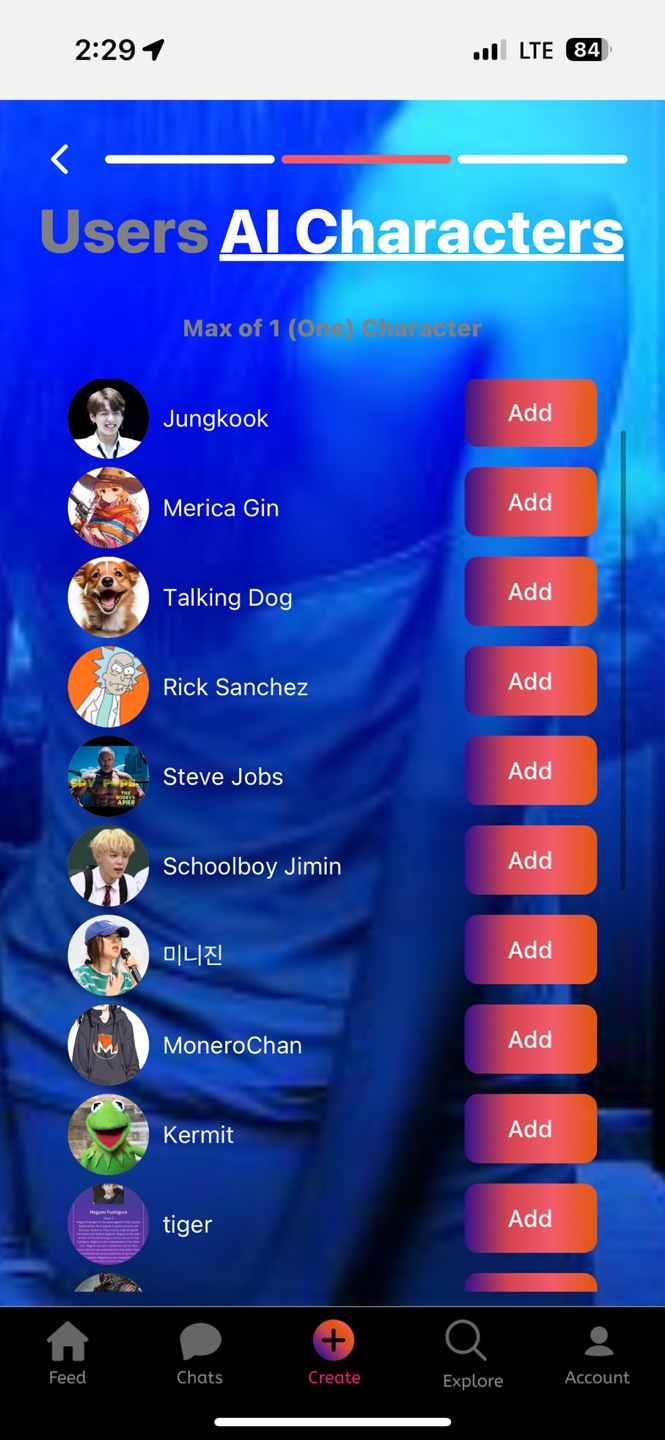 2:29
LTE
84
Users AI Characters
Max of 1 (One) Character
Jungkook
Add
Merica Gin
Add
Talking Dog
Add
Rick Sanchez
Add
Steve Jobs
Add
Schoolboy Jimin
Add
미니진
Add
MoneroChan
Add
Kermit
Add
Megumi Fushiguro
tiger
Add
Feed
Chats
Create
Explore
Account